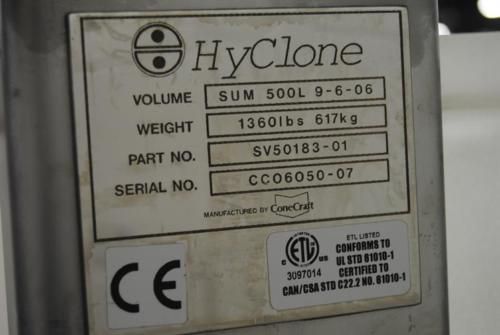 HyClone
VOLUME SUM 500L 9-6-06
WEIGHT 1360lbs 617kg
PART NO. SV50183-01
SERIAL NO. CC06050-07
MANUFACTURED BY ConeCraft
CE
ETL LISTED
CONFORMS TO
UL STD 61010-1
CERTIFIED TO
CAN/CSA STD C22.2 NO. 61010-1
C ETL US
3097014